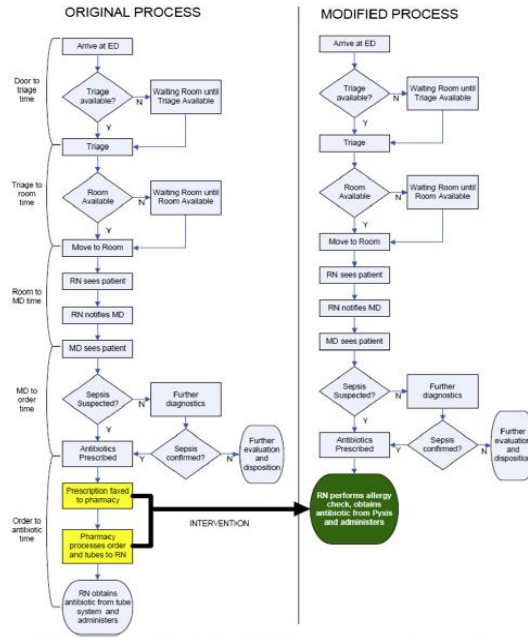 ORIGINAL PROCESS
Door to
triage
time
Triage to
room
time
Room to
MD time
MD to
order
time
Order to
antibiotic
time
Arrive at ED
Triage
available?
N
Waiting Room until
Triage Available
Y
Triage
Room
Available
N
Waiting Room until
Room Available
Y
Move to Room
RN sees patient
RN notifies MD
MD sees patient
Sepsis
Suspected?
N
Further
diagnostics
Y
Antibiotics
Prescribed
Y
Sepsis
confirmed?
N
Further
evaluation
and
disposition
Prescription faxed
to pharmacy
Pharmacy
processes order
and tubes to RN
RN obtains
antibiotic from tube
system and
administers
INTERVENTION
MODIFIED PROCESS
Arrive at ED
Triage
available?
N
Waiting Room until
Triage Available
Y
Triage
Room
Available
N
Waiting Room until
Room Available
Y
Move to Room
RN sees patient
RN notifies MD
MD sees patient
Sepsis
Suspected?
N
Further
diagnostics
Y
Antibiotics
Prescribed
Y
Sepsis
confirmed?
N
Further
evaluation
and
disposition
RN performs allergy
check, obtains
antibiotic from Pyxis
and administers